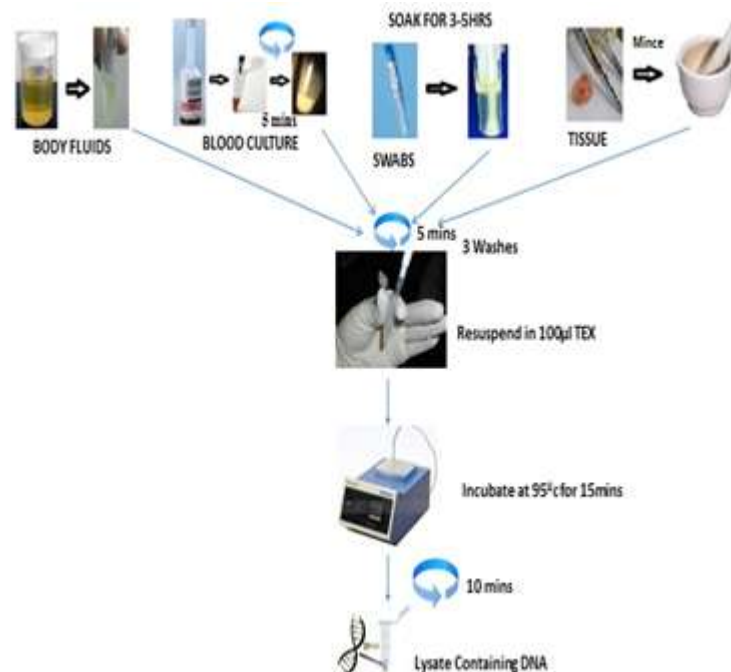 SOAK FOR 3-5HRS
Mince
5 mins
BODY FLUIDS
BLOOD CULTURE
SWABS
TISSUE
5 mins
3 Washes
Resuspend in 100µl TEX
Incubate at 95⁰c for 15mins
10 mins
Lysate Containing DNA